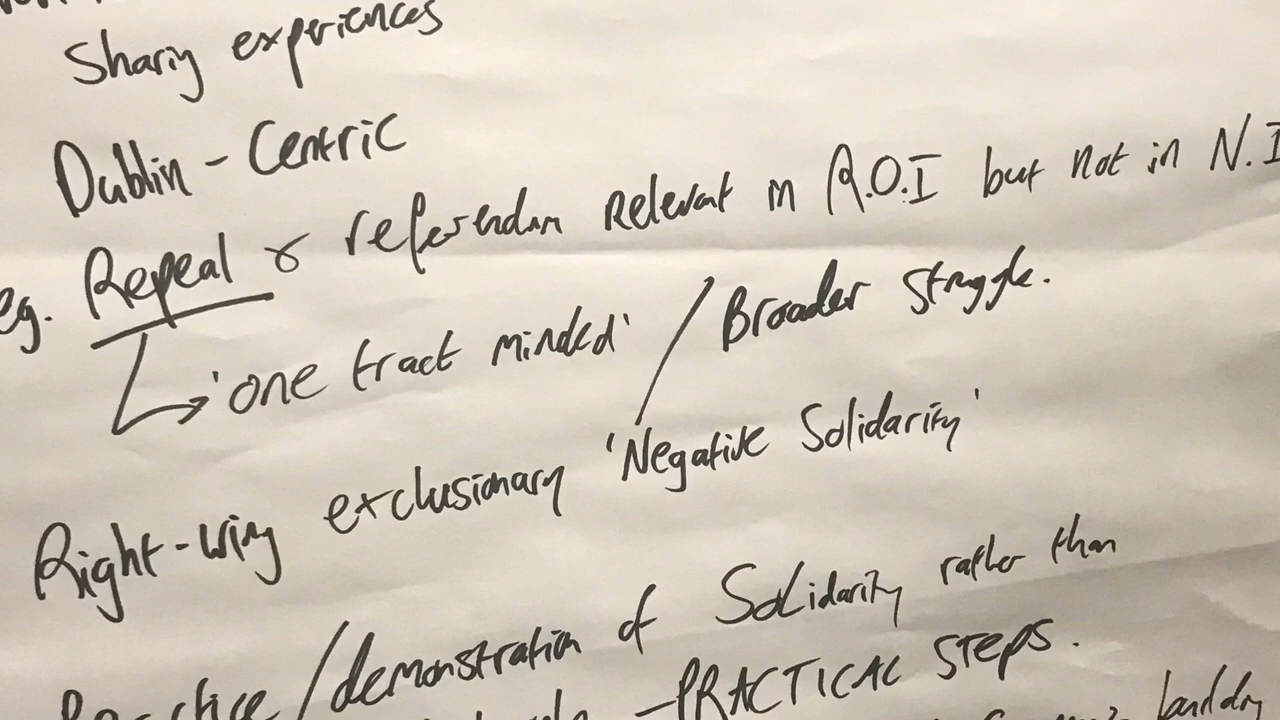 Sharing experiences
Dublin - Centric
eg. Repeal & referendum relevant in R.O.I but not in N.I
'one tract minded' / Broader struggle.
Right-wing exclusionary 'Negative Solidarity'
Practice/demonstration of Solidarity rather than
- PRACTICAL STEPS.